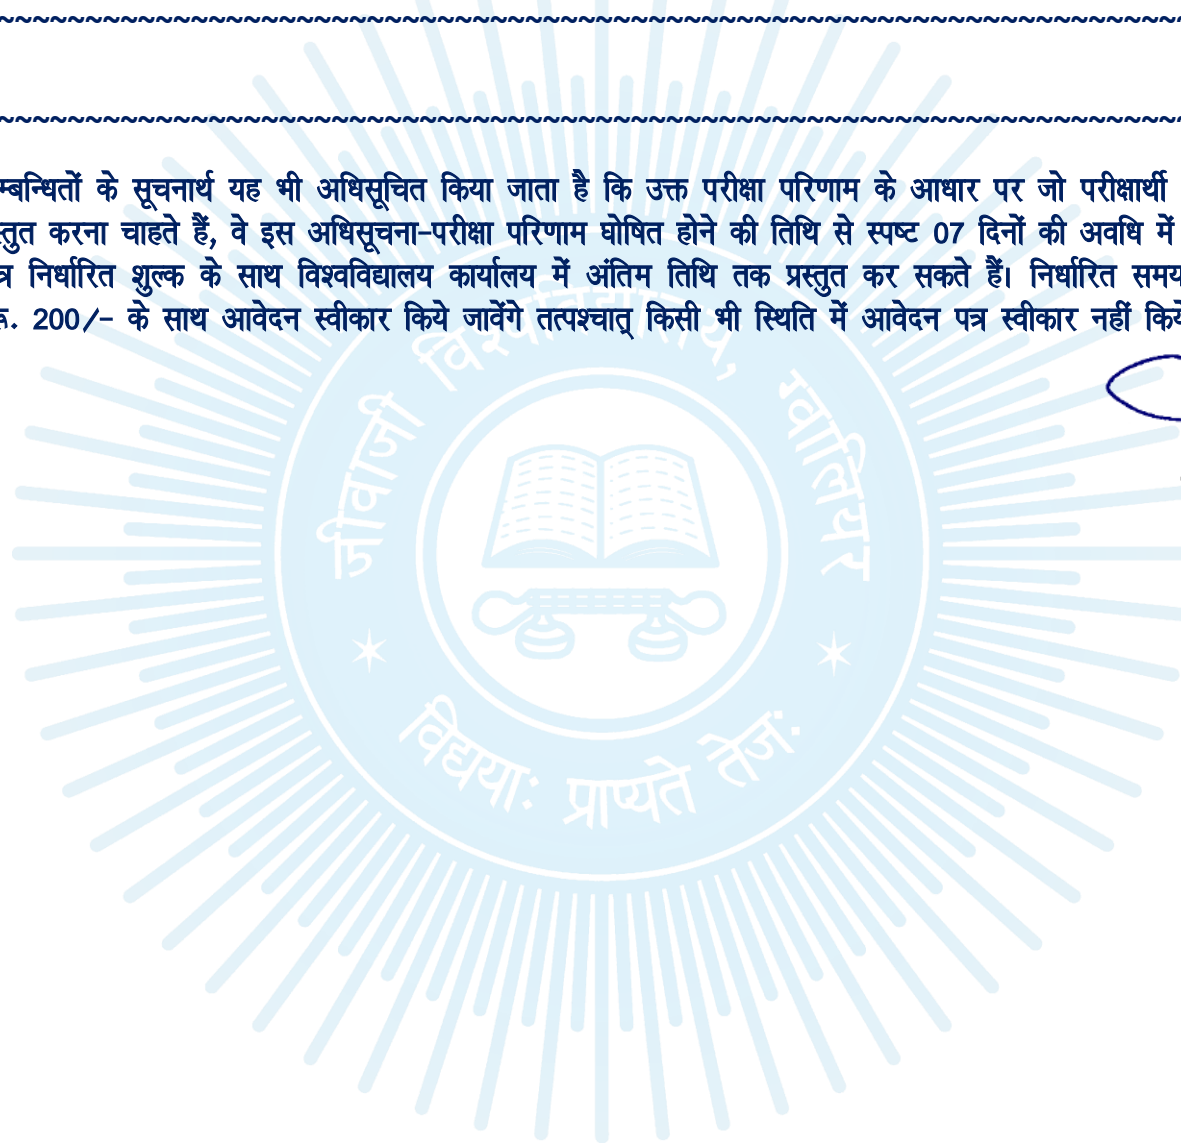 म्बन्धितों के सूचनार्थ यह भी अधिसूचित किया जाता है कि उक्त परीक्षा परिणाम के आधार पर जो परीक्षार्थी
स्तुत करना चाहते हैं, वे इस अधिसूचना-परीक्षा परिणाम घोषित होने की तिथि से स्पष्ट 07 दिनों की अवधि में
त्र निर्धारित शुल्क के साथ विश्वविद्यालय कार्यालय में अंतिम तिथि तक प्रस्तुत कर सकते हैं। निर्धारित समय
रू. 200/- के साथ आवेदन स्वीकार किये जावेंगे तत्पश्चात् किसी भी स्थिति में आवेदन पत्र स्वीकार नहीं किये
जीवाजी विश्वविद्यालय, ग्वालियर
विद्यया: प्राप्यते तेज: